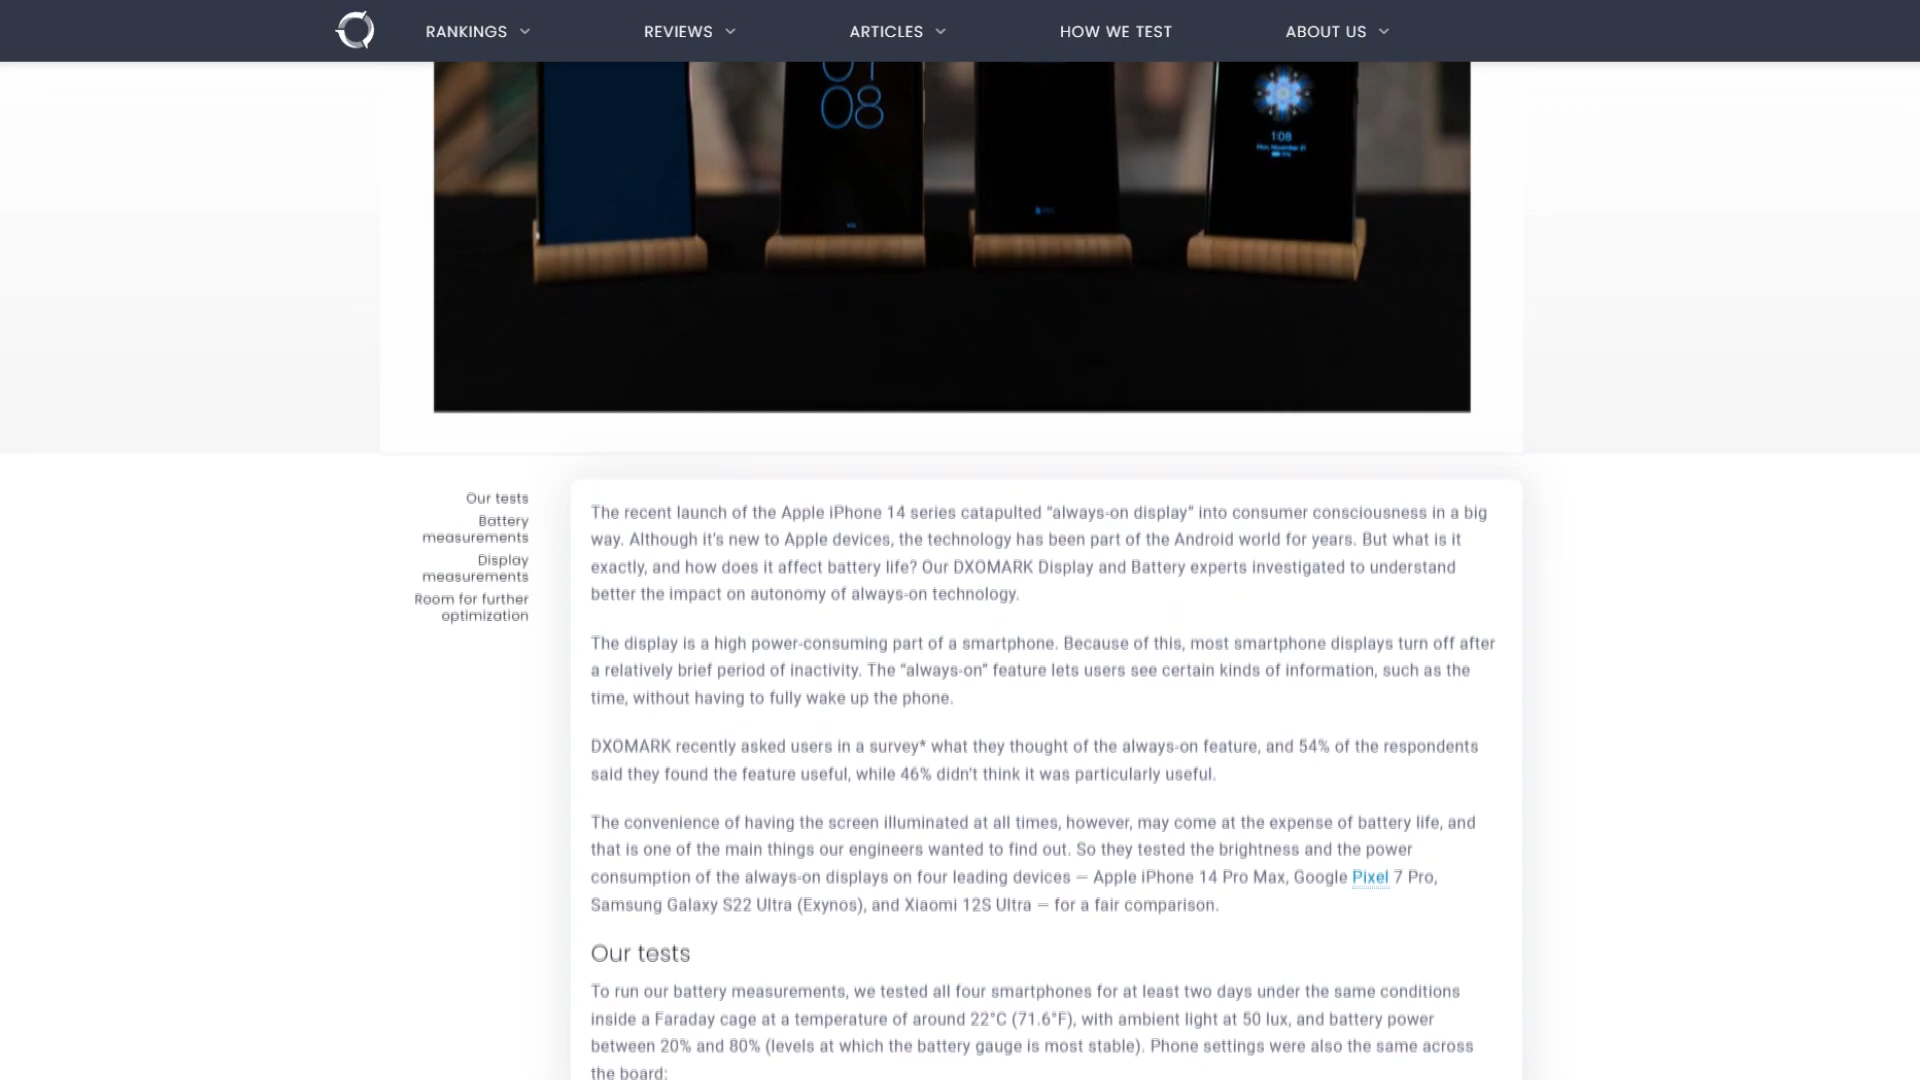 RANKINGS
REVIEWS
ARTICLES
HOW WE TEST
ABOUT US
08
1:08
Our tests
Battery
measurements
Display
measurements
Room for further
optimization
The recent launch of the Apple iPhone 14 series catapulted “always-on display” into consumer consciousness in a big
way. Although it’s new to Apple devices, the technology has been part of the Android world for years. But what is it
exactly, and how does it affect battery life? Our DXOMARK Display and Battery experts investigated to understand
better the impact on autonomy of always-on technology.
The display is a high power-consuming part of a smartphone. Because of this, most smartphone displays turn off after
a relatively brief period of inactivity. The “always-on” feature lets users see certain kinds of information, such as the
time, without having to fully wake up the phone.
DXOMARK recently asked users in a survey* what they thought of the always-on feature, and 54% of the respondents
said they found the feature useful, while 46% didn’t think it was particularly useful.
The convenience of having the screen illuminated at all times, however, may come at the expense of battery life, and
that is one of the main things our engineers wanted to find out. So they tested the brightness and the power
consumption of the always-on displays on four leading devices — Apple iPhone 14 Pro Max, Google Pixel 7 Pro,
Samsung Galaxy S22 Ultra (Exynos), and Xiaomi 12S Ultra — for a fair comparison.
Our tests
To run our battery measurements, we tested all four smartphones for at least two days under the same conditions
inside a Faraday cage at a temperature of around 22°C (71.6°F), with ambient light at 50 lux, and battery power
between 20% and 80% (levels at which the battery gauge is most stable). Phone settings were also the same across
the board: